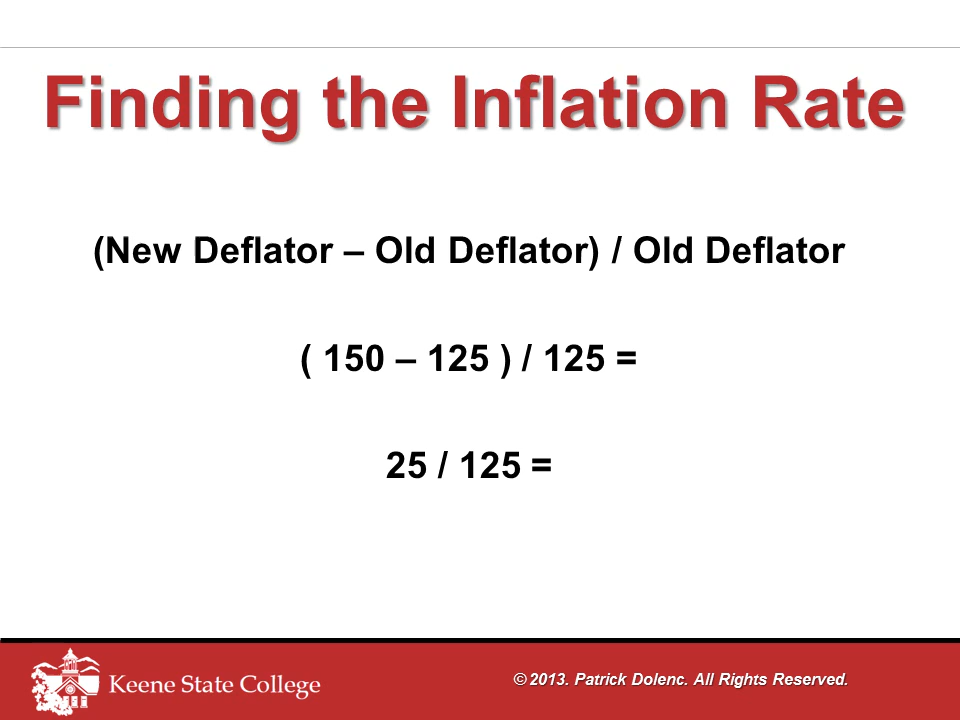 Finding the Inflation Rate
(New Deflator – Old Deflator) / Old Deflator
( 150 – 125 ) / 125 =
25 / 125 =
Keene State College
© 2013. Patrick Dolenc. All Rights Reserved.